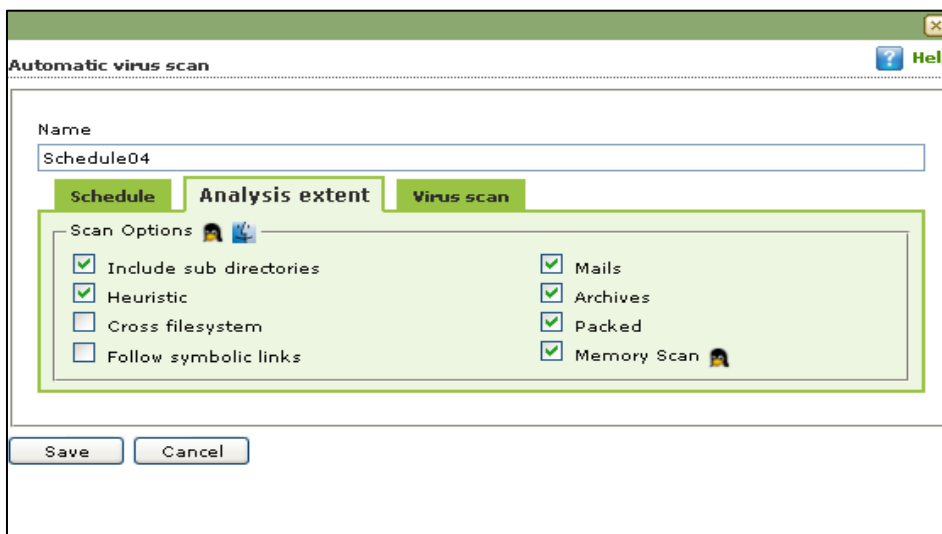 Automatic virus scan
Hel
Name
Schedule04
Schedule Analysis extent Virus scan
Scan Options
Include sub directories Mails
Heuristic Archives
Cross filesystem Packed
Follow symbolic links Memory Scan
Save Cancel